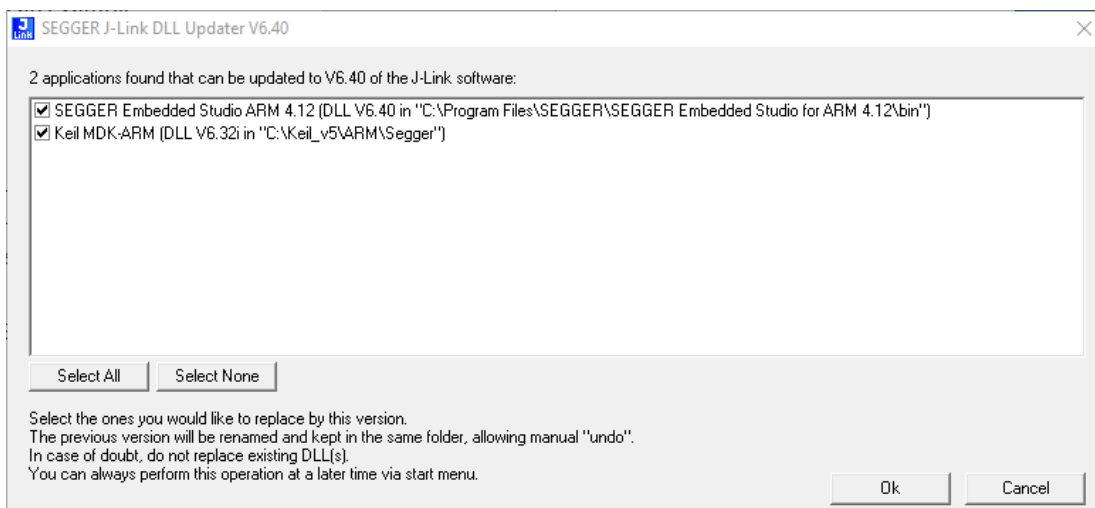 J
Link
SEGGER J-Link DLL Updater V6.40
2 applications found that can be updated to V6.40 of the J-Link software:
SEGGER Embedded Studio ARM 4.12 (DLL V6.40 in "C:\Program Files\SEGGER\SEGGER Embedded Studio for ARM 4.12\bin")
Keil MDK-ARM (DLL V6.32i in "C:\Keil_v5\ARM\Segger")
Select All
Select None
Select the ones you would like to replace by this version.
The previous version will be renamed and kept in the same folder, allowing manual "undo".
In case of doubt, do not replace existing DLL(s).
You can always perform this operation at a later time via start menu.
Ok
Cancel